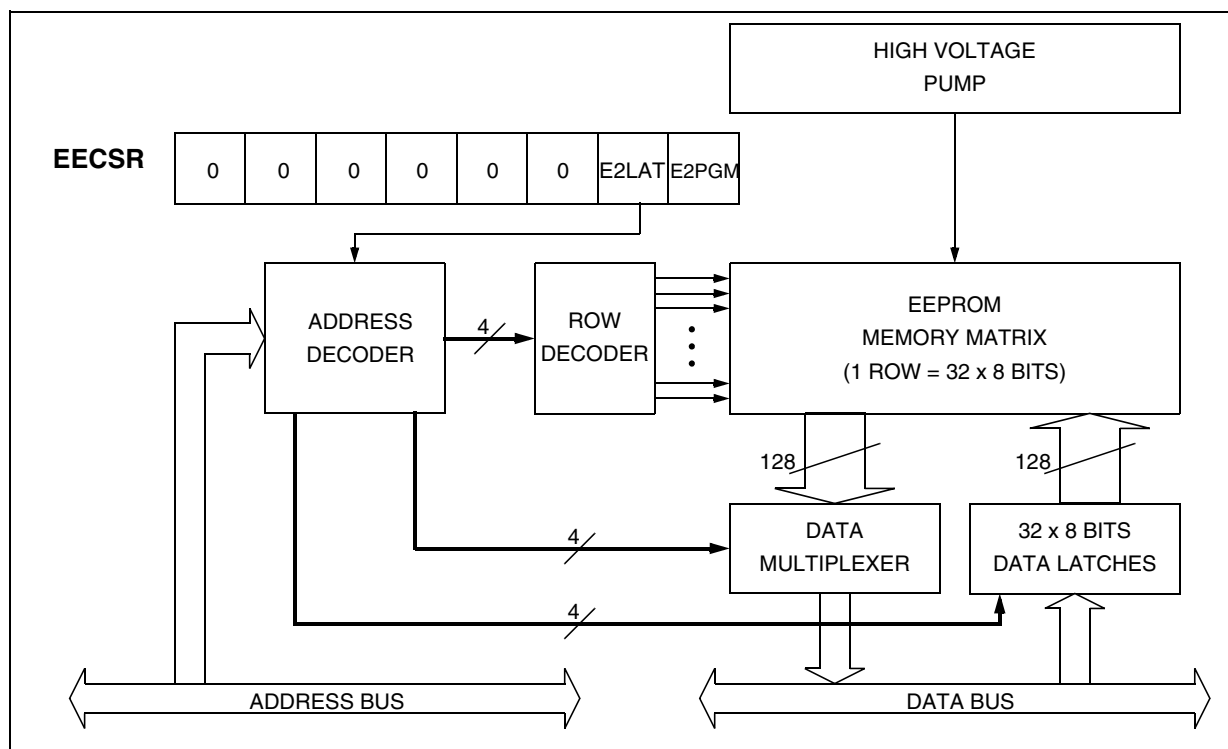 HIGH VOLTAGE
PUMP
EECSR
0 0 0 0 0 0 E2LAT E2PGM
ADDRESS
DECODER
4
ROW
DECODER
EEPROM
MEMORY MATRIX
(1 ROW = 32 x 8 BITS)
128
128
4
DATA
MULTIPLEXER
32 x 8 BITS
DATA LATCHES
4
ADDRESS BUS
DATA BUS